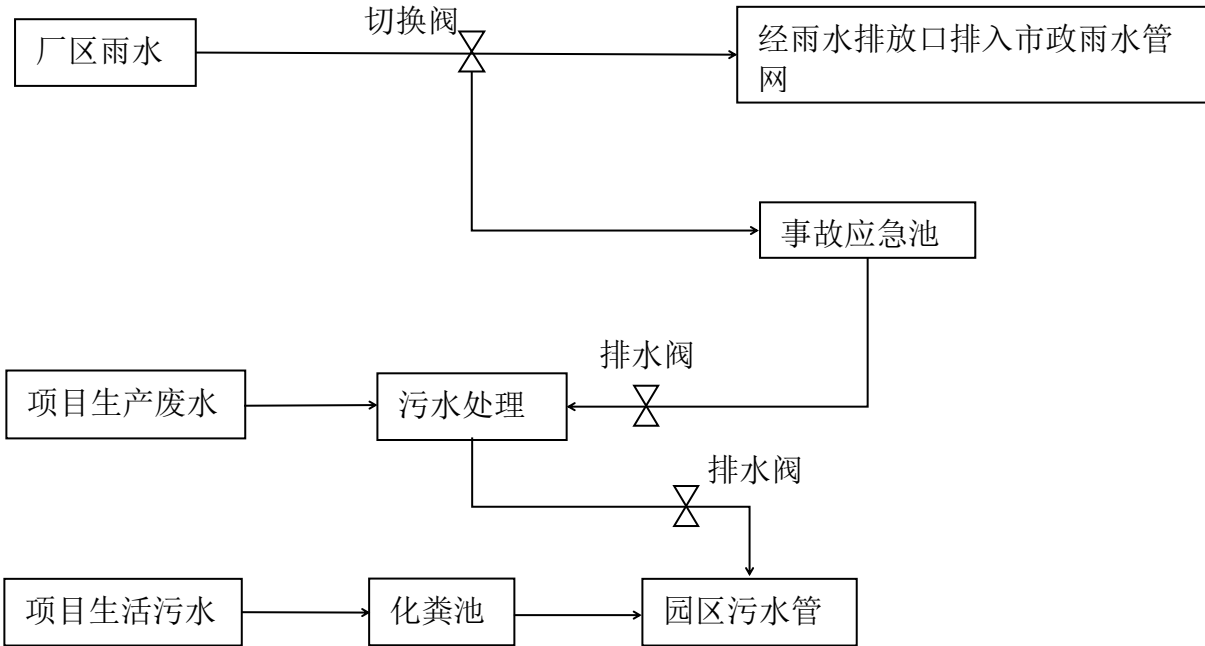 切换阀
厂区雨水
经雨水排放口排入市政雨水管
网
事故应急池
排水阀
项目生产废水
污水处理
排水阀
项目生活污水
化粪池
园区污水管